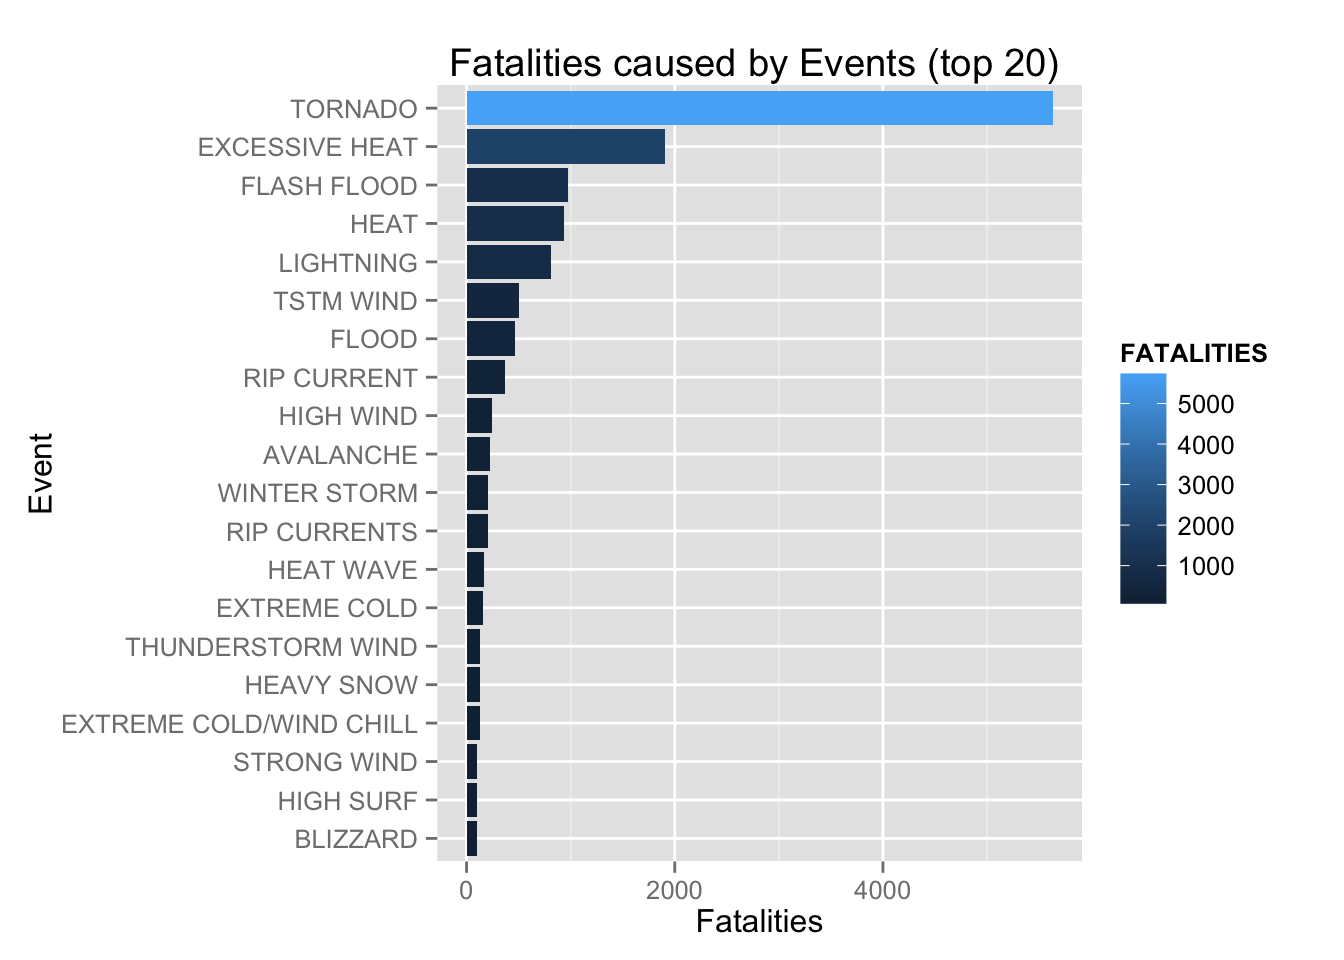 Fatalities caused by Events (top 20)
TORNADO
EXCESSIVE HEAT
FLASH FLOOD
HEAT
LIGHTNING
TSTM WIND
FLOOD
RIP CURRENT
HIGH WIND
AVALANCHE
WINTER STORM
RIP CURRENTS
HEAT WAVE
EXTREME COLD
THUNDERSTORM WIND
HEAVY SNOW
EXTREME COLD/WIND CHILL
STRONG WIND
HIGH SURF
BLIZZARD
Event
0 2000 4000
Fatalities
FATALITIES
5000
4000
3000
2000
1000